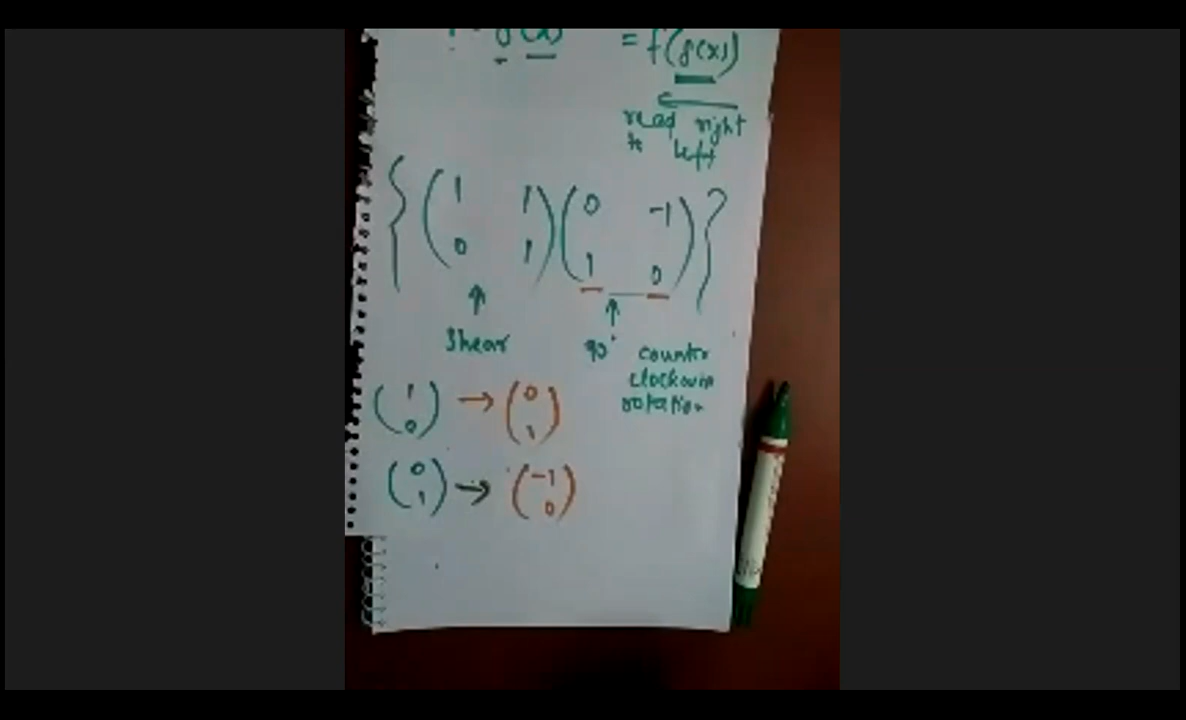 g(x) = f(g(x))
read right
to left
{ ( 1 1 ) ( 0 -1 ) }
( 0 1 ) ( 1 0 )
↑ ↑
Shear 90° counter
clockwise
rotation
( 1 ) → ( 0 )
( 0 ) ( 1 )
( 0 ) → ( -1 )
( 1 ) ( 0 )